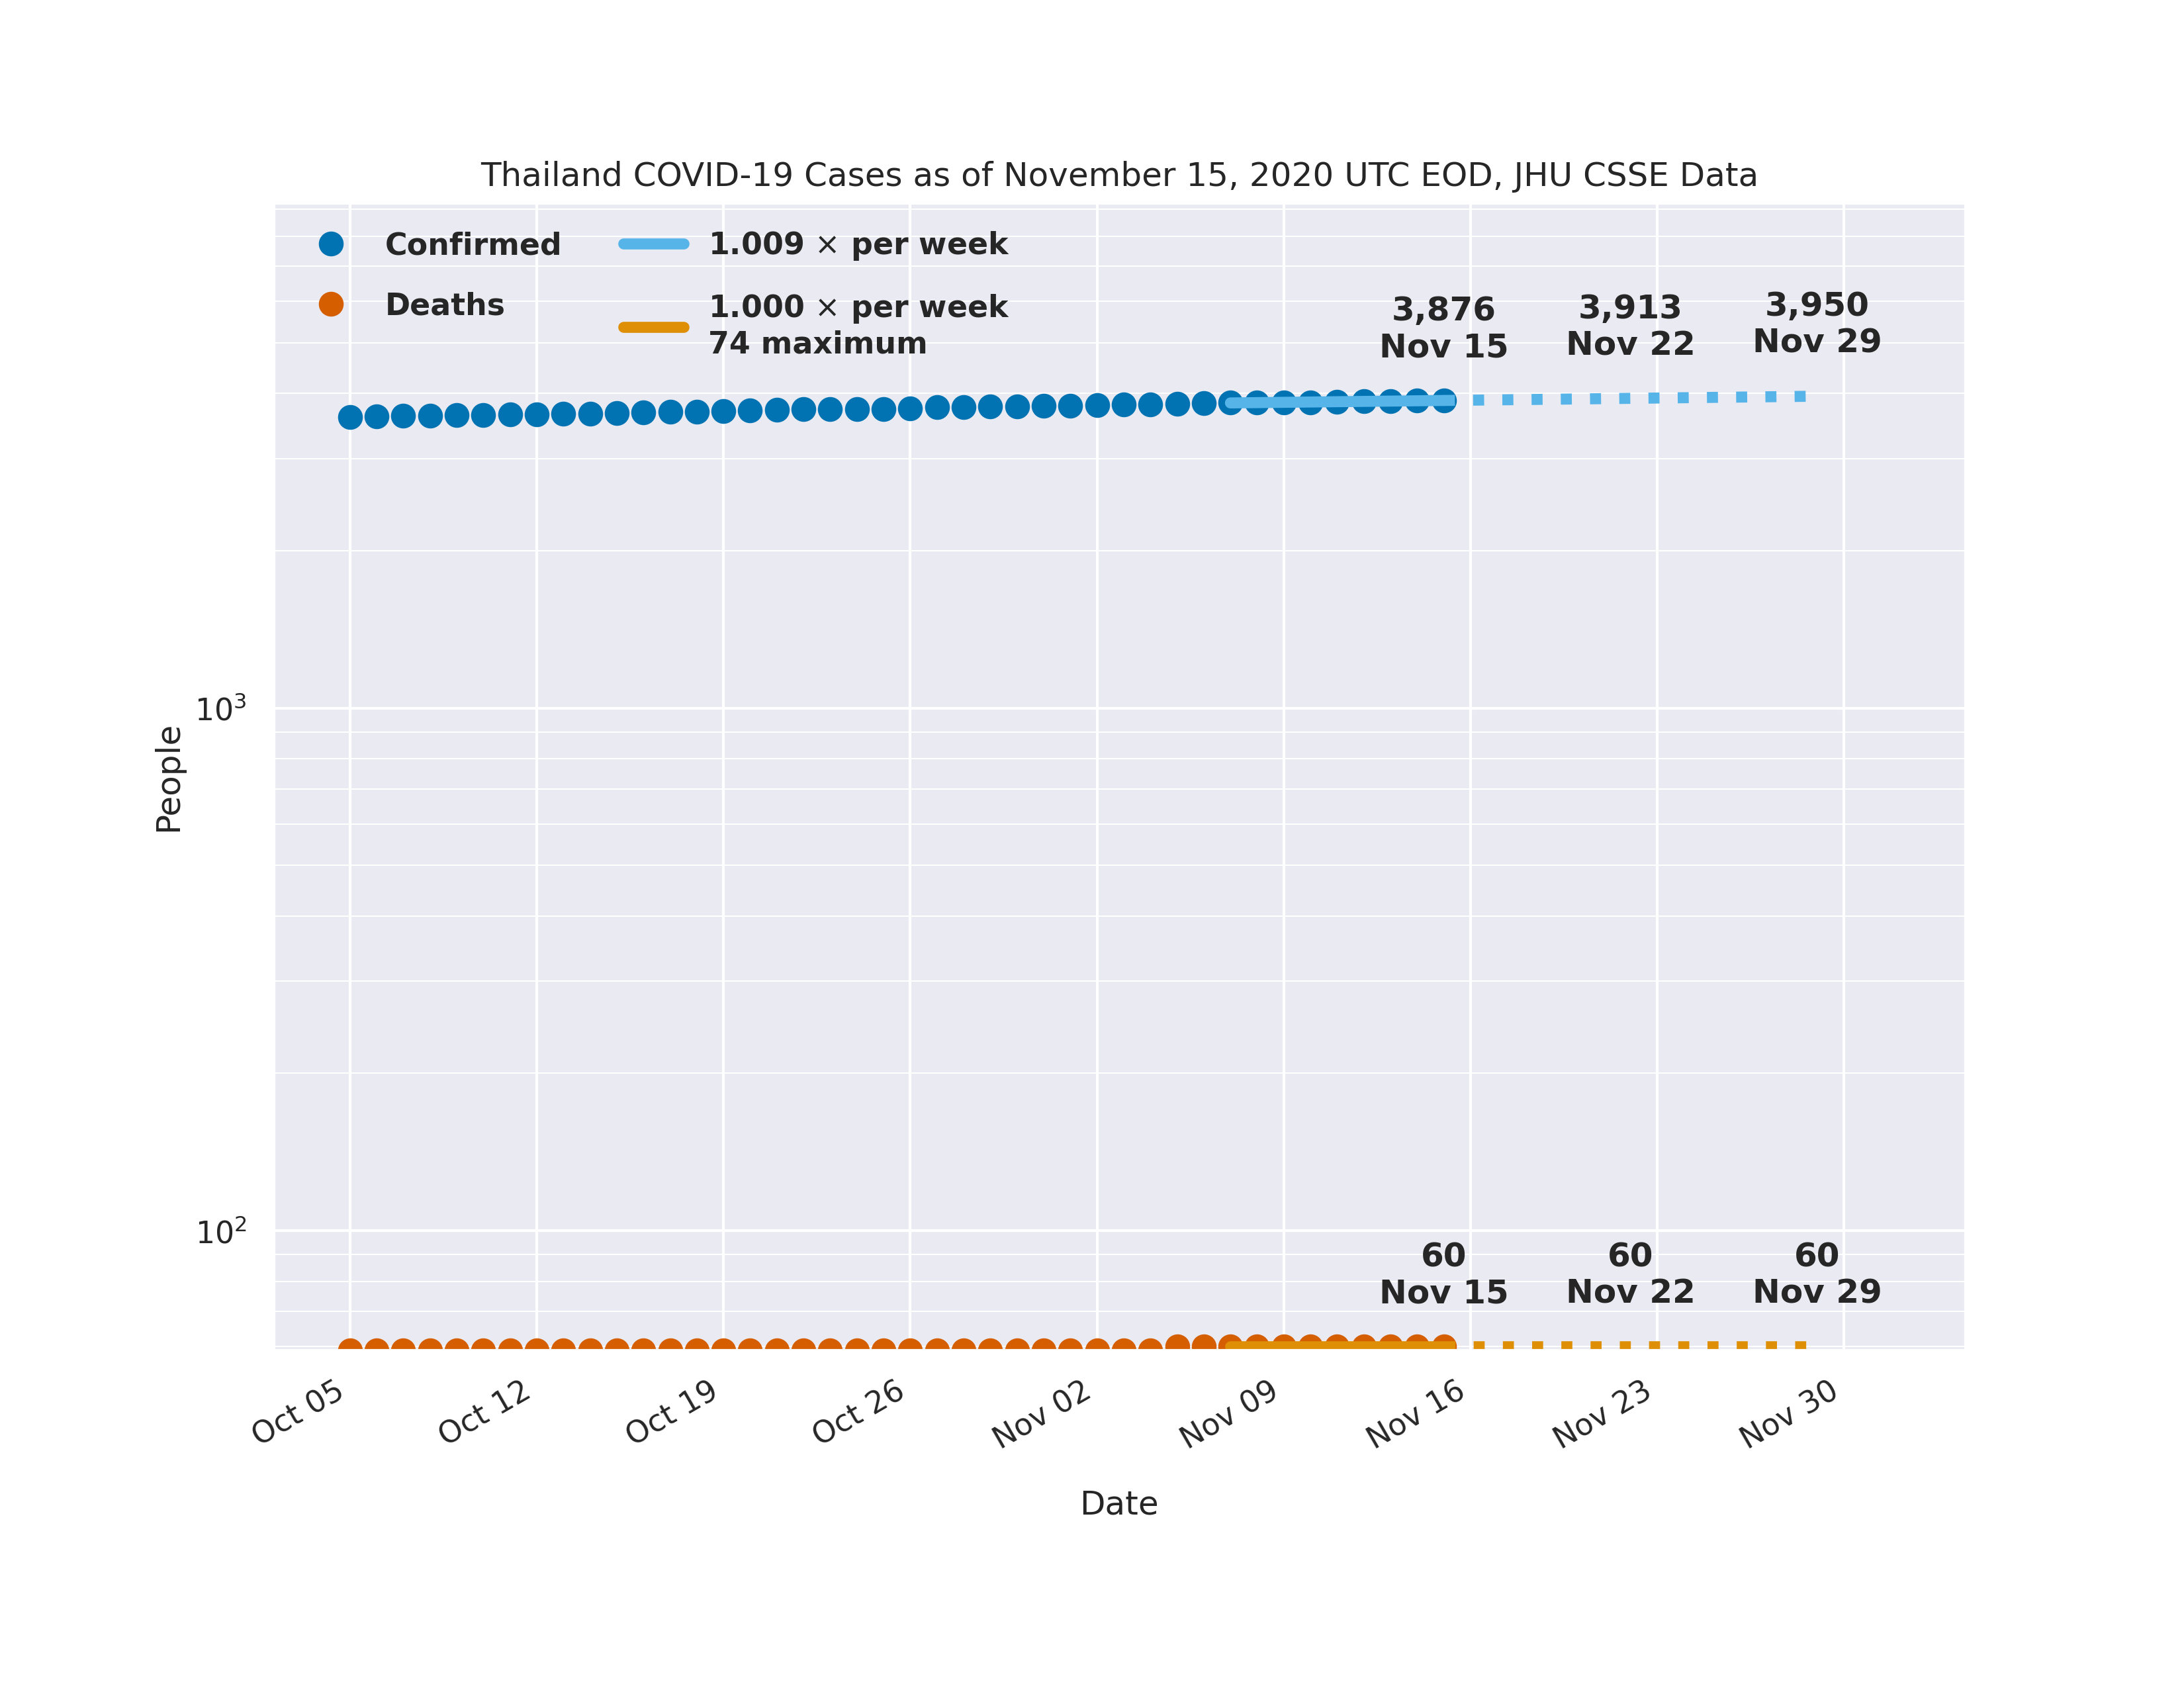 Thailand COVID-19 Cases as of November 15, 2020 UTC EOD, JHU CSSE Data
Confirmed
Deaths
1.009 × per week
1.000 × per week
74 maximum
3,876
Nov 15
3,913
Nov 22
3,950
Nov 29
10³
10²
People
60
Nov 15
60
Nov 22
60
Nov 29
Oct 05
Oct 12
Oct 19
Oct 26
Nov 02
Nov 09
Nov 16
Nov 23
Nov 30
Date